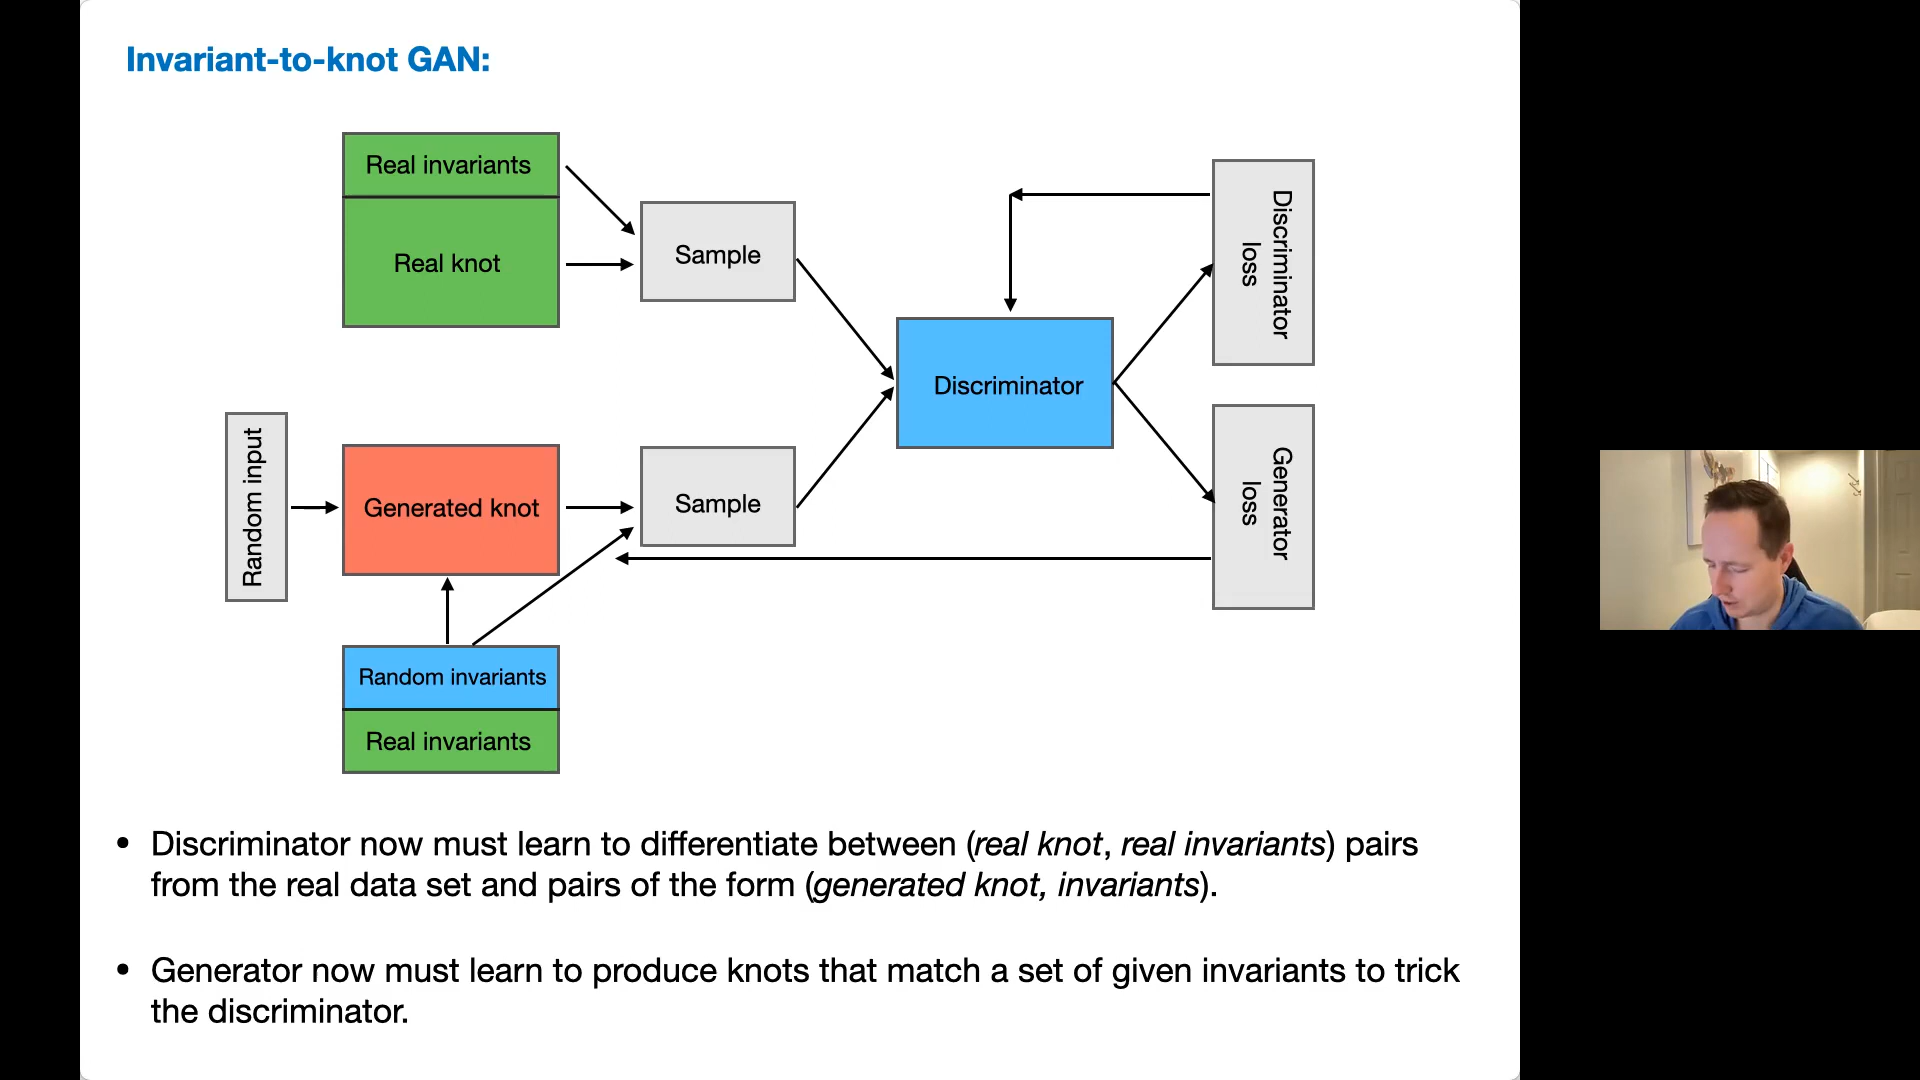 Invariant-to-knot GAN:
Real invariants
Real knot
Sample
Discriminator
loss
Discriminator
Random input
Generated knot
Sample
Generator
loss
Random invariants
Real invariants
• Discriminator now must learn to differentiate between (real knot, real invariants) pairs
from the real data set and pairs of the form (generated knot, invariants).
• Generator now must learn to produce knots that match a set of given invariants to trick
the discriminator.